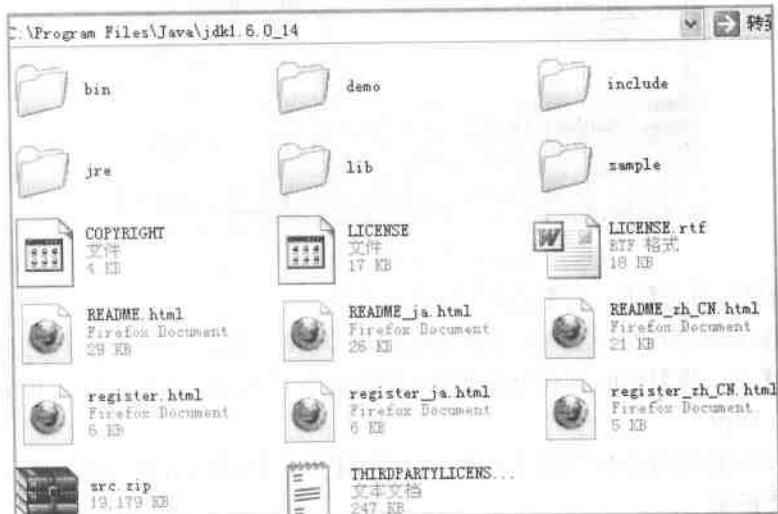 C:\Program Files\Java\jdk1.6.0_14
转到
bin
demo
include
jre
lib
sample
COPYRIGHT
文件
4 KB
LICENSE
文件
17 KB
LICENSE.rtf
RTF 格式
18 KB
README.html
Firefox Document
29 KB
README_ja.html
Firefox Document
26 KB
README_zh_CN.html
Firefox Document
21 KB
register.html
Firefox Document
6 KB
register_ja.html
Firefox Document
6 KB
register_zh_CN.html
Firefox Document
5 KB
src.zip
19,179 KB
THIRDPARTYLICENS...
文本文档
247 KB